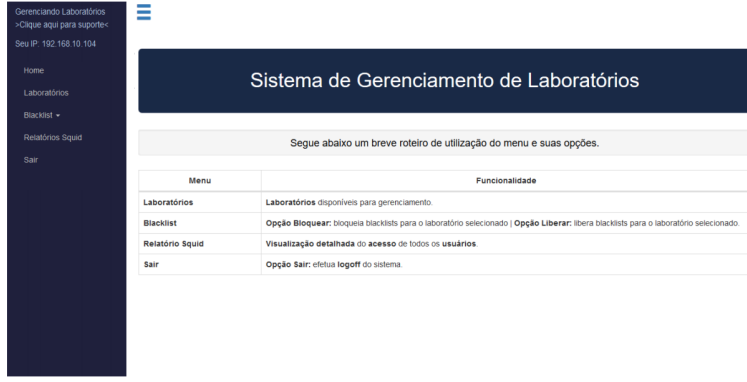 Gerenciando Laboratórios
>Clique aqui para suporte<
Seu IP: 192.168.10.104
Home
Laboratórios
Blacklist
Relatórios Squid
Sair
Sistema de Gerenciamento de Laboratórios
Segue abaixo um breve roteiro de utilização do menu e suas opções.
Menu Funcionalidade
Laboratórios Laboratórios disponíveis para gerenciamento.
Blacklist Opção Bloquear: bloqueia blacklists para o laboratório selecionado | Opção Liberar: libera blacklists para o laboratório selecionado.
Relatório Squid Visualização detalhada do acesso de todos os usuários.
Sair Opção Sair: efetua logoff do sistema.